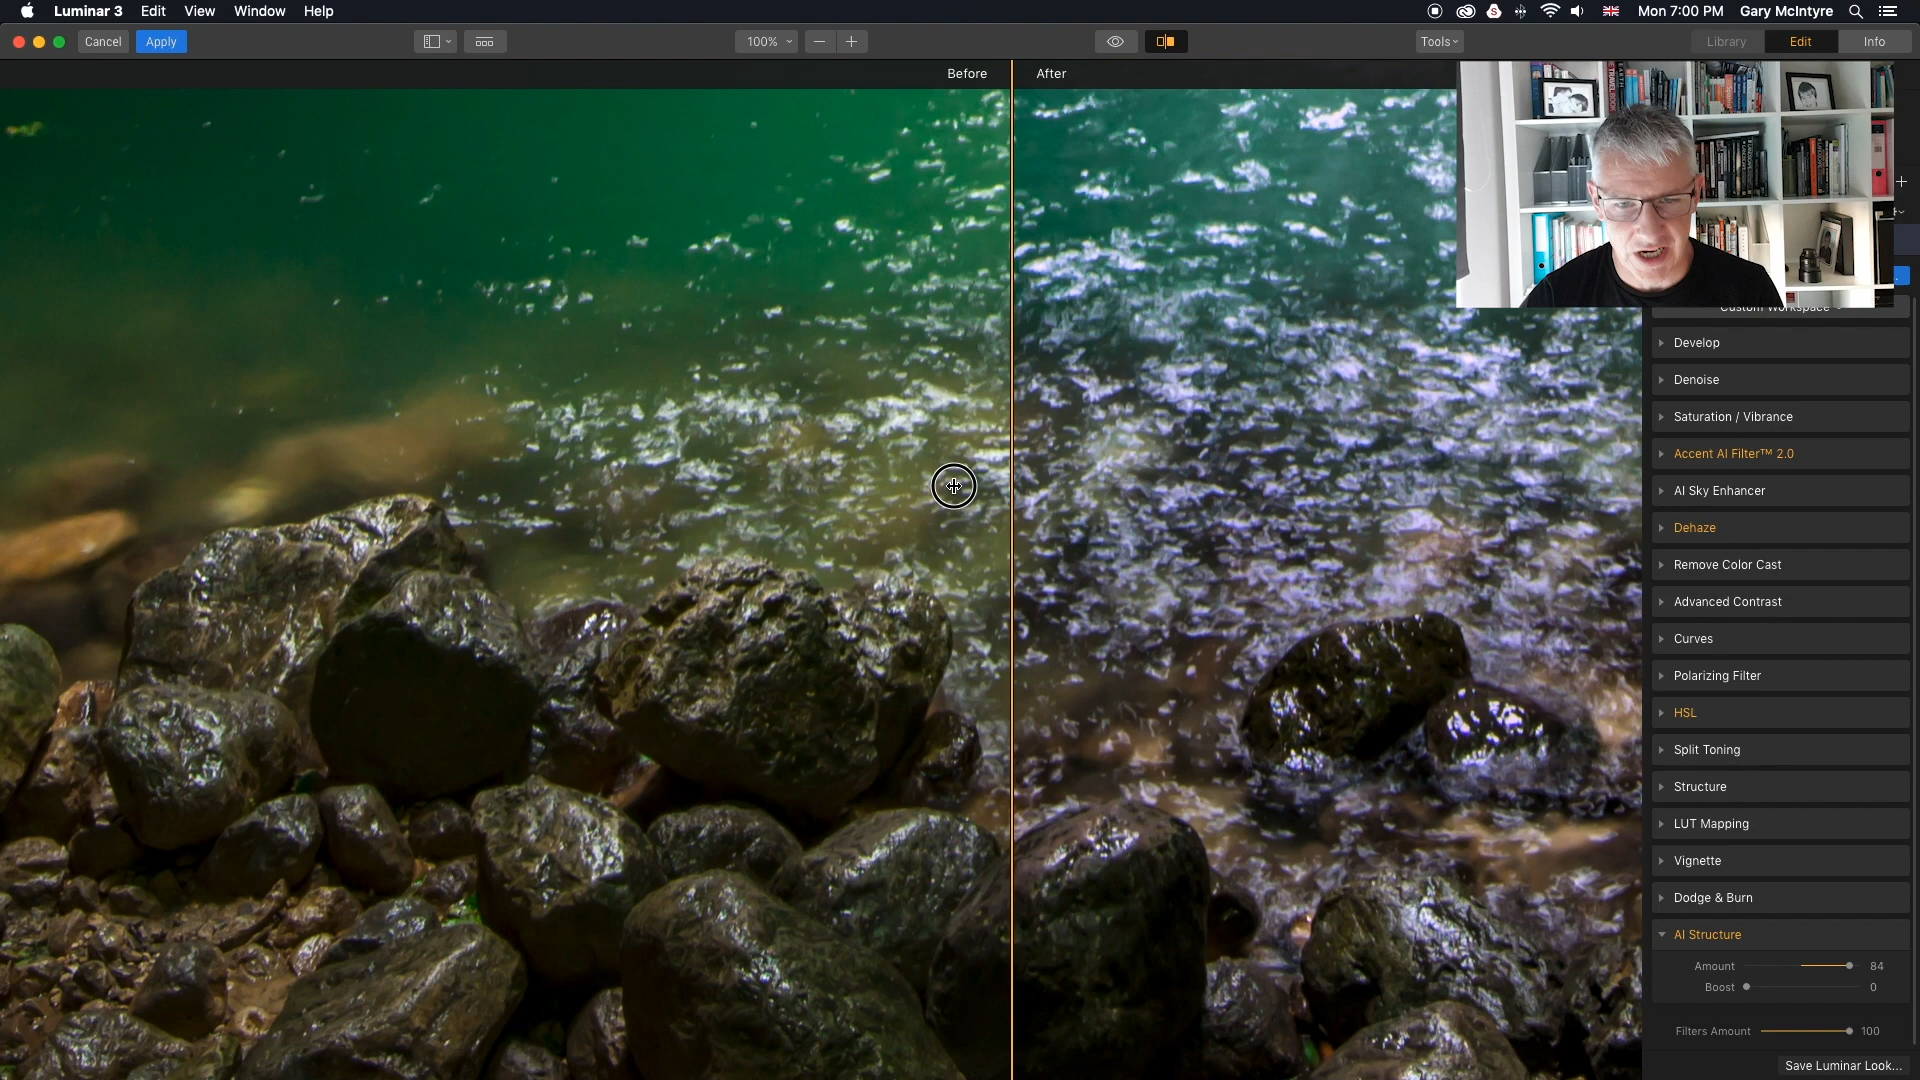 Luminar 3 Edit View Window Help
Mon 7:00 PM Gary McIntyre
Cancel Apply 100% Tools Library Edit Info
Before After
Custom Workspace
Develop
Denoise
Saturation / Vibrance
Accent AI Filter™ 2.0
AI Sky Enhancer
Dehaze
Remove Color Cast
Advanced Contrast
Curves
Polarizing Filter
HSL
Split Toning
Structure
LUT Mapping
Vignette
Dodge & Burn
AI Structure
Amount 84
Boost 0
Filters Amount 100
Save Luminar Look...